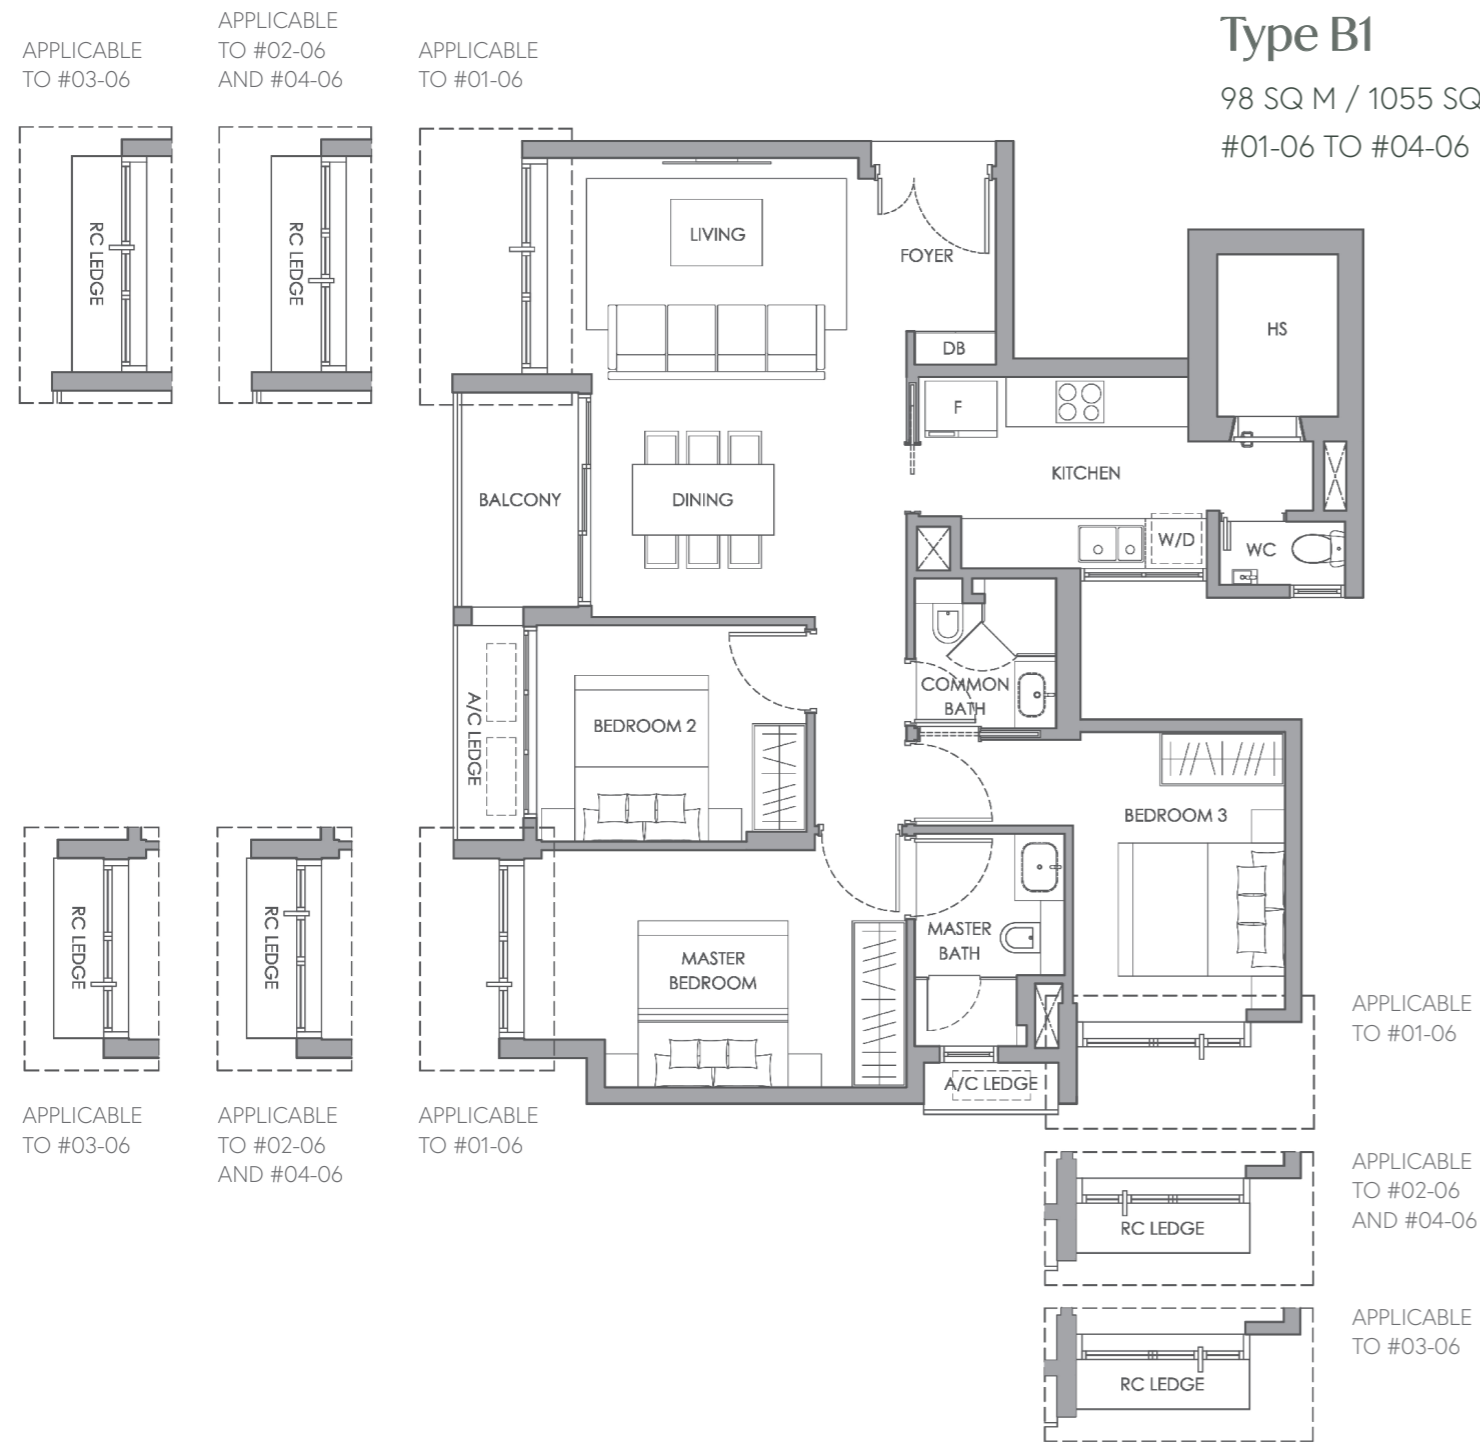 Type B1
98 SQ M / 1055 SQ
#01-06 TO #04-06
APPLICABLE
TO #03-06
APPLICABLE
TO #02-06
AND #04-06
APPLICABLE
TO #01-06
RC LEDGE
RC LEDGE
LIVING
FOYER
HS
DB
F
KITCHEN
BALCONY
DINING
W/D
WC
A/C LEDGE
BEDROOM 2
COMMON
BATH
BEDROOM 3
RC LEDGE
RC LEDGE
MASTER
BEDROOM
MASTER
BATH
A/C LEDGE
APPLICABLE
TO #01-06
APPLICABLE
TO #03-06
APPLICABLE
TO #02-06
AND #04-06
APPLICABLE
TO #01-06
RC LEDGE
APPLICABLE
TO #02-06
AND #04-06
RC LEDGE
APPLICABLE
TO #03-06